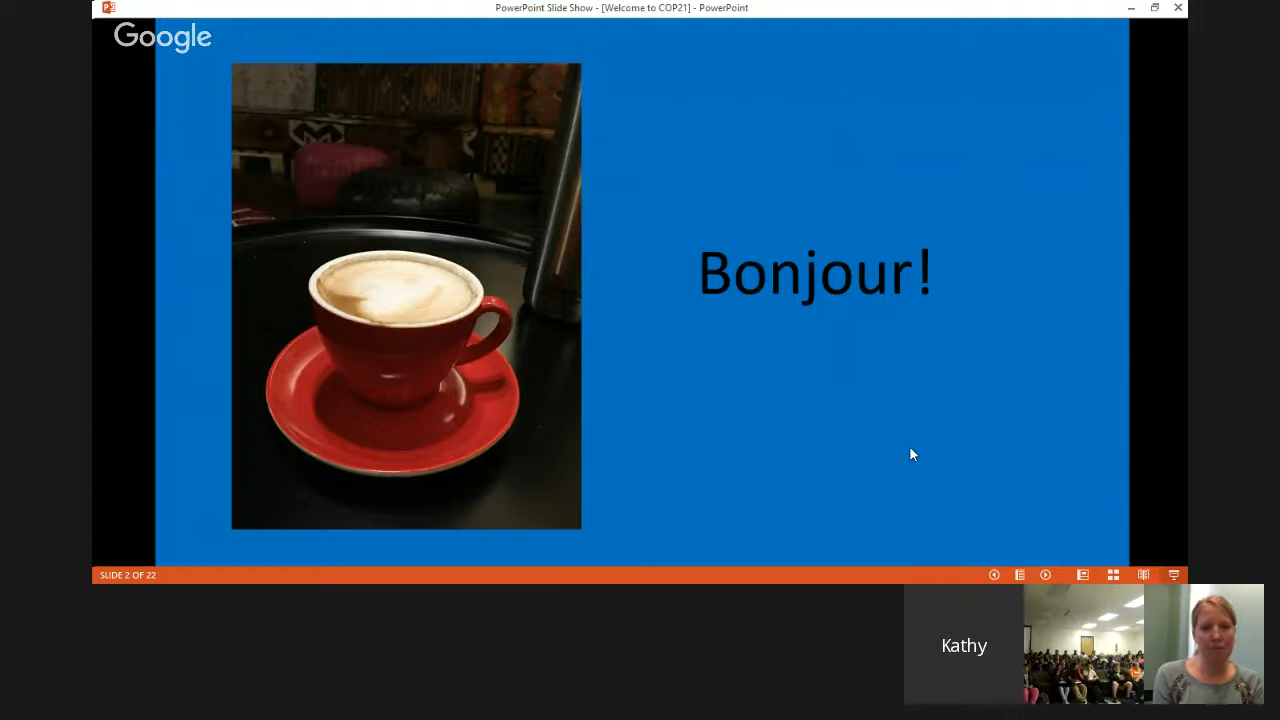 PowerPoint Slide Show - [Welcome to COP21] - PowerPoint
Google
Bonjour!
SLIDE 2 OF 22
Kathy